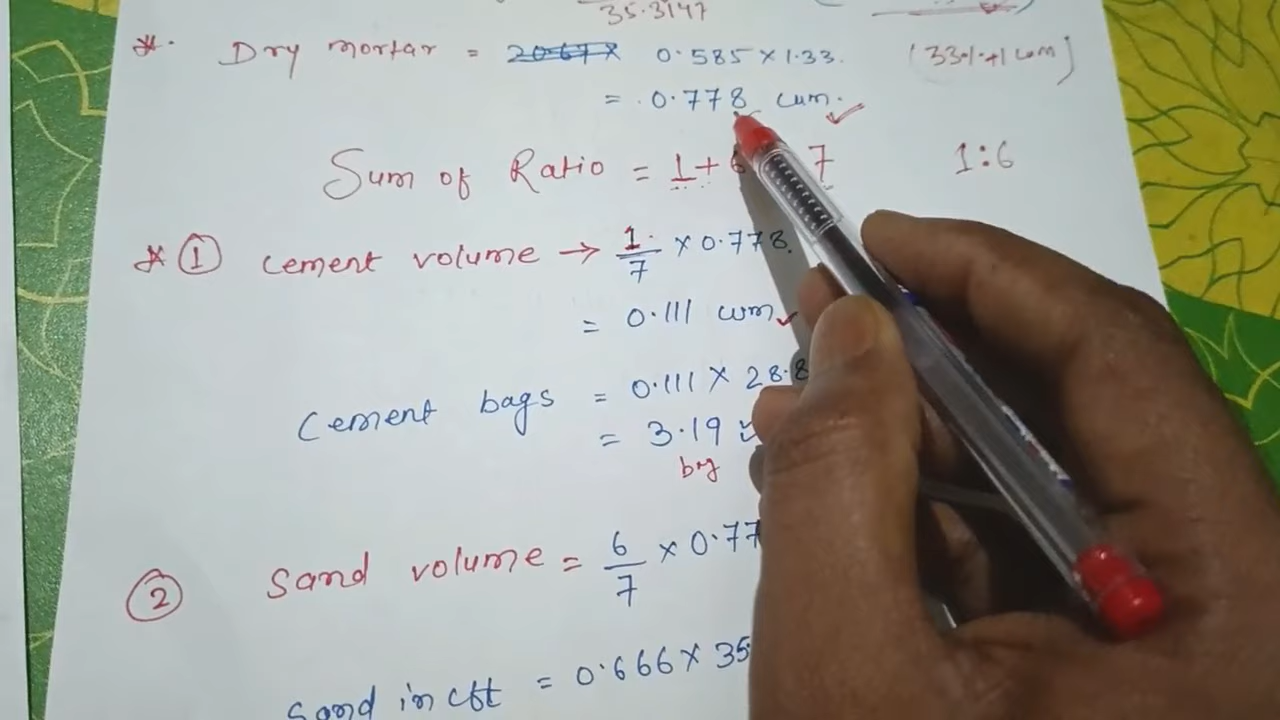 35.3147
*. Dry mortar = 2067 x 0.585 x 1.33. (33%+1 cum)
= 0.778 cum.
Sum of Ratio = 1 + 6 7 1:6
* ① cement volume → 1/7 x 0.778.
= 0.111 cum
Cement bags = 0.111 x 28.8
= 3.19
bag
② Sand volume = 6/7 x 0.77
Sand in cft = 0.666 x 35.